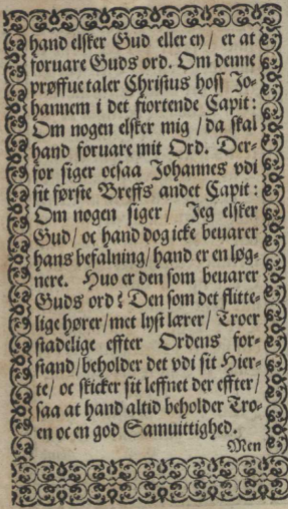 hand elsker Gud eller ey / er at
foruare Guds ord. Om denne
prøffue taler Christus hoss Jo-
hannem i det fiortende Capit:
Om nogen elsker mig / da skal
hand foruare mit Ord. Der-
for siger ocsaa Johannes vdi
sit første Breffs andet Capit:
Om nogen siger / Jeg elsker
Gud / oc hand dog icke beuarer
hans befalning / hand er en løg-
nere. Huo er den som beuarer
Guds ord? Den som det flitte-
lige hører / met lyst lærer / Troer
stadelige effter Ordens for-
stand / beholder det vdi sit Hier-
te / oc skicker sit leffnet der effter /
saa at hand altid beholder Tro-
en oc en god Samuittighed.
Men